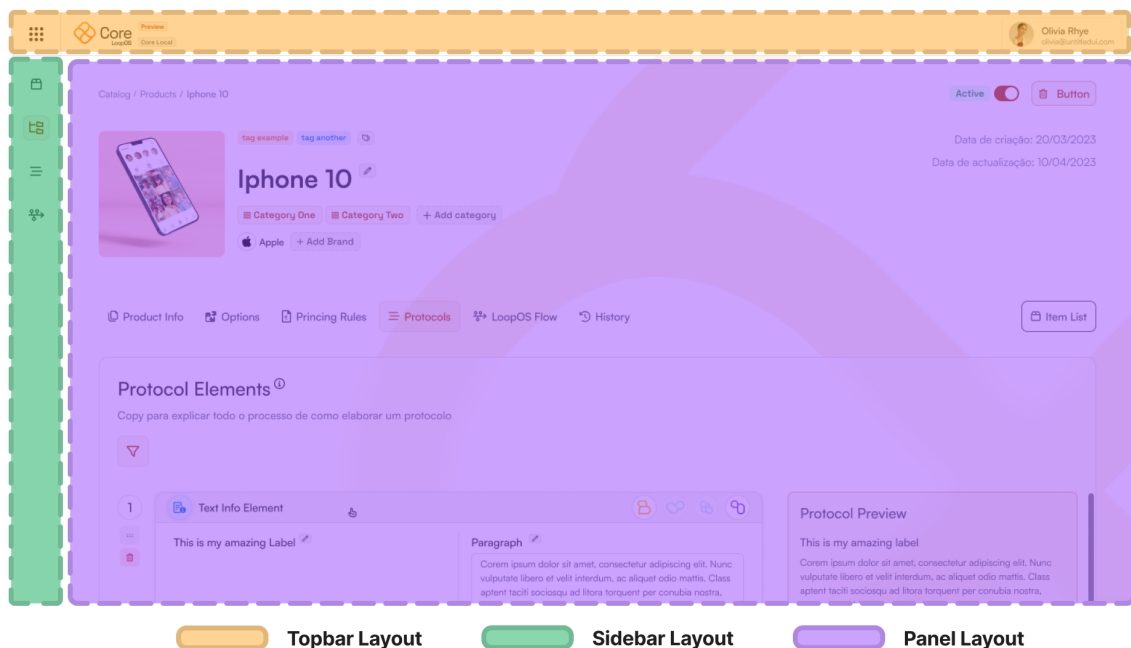 Core
LoopOS
Preview
Core Local
Olivia Rhye
olivia@untitledui.com
Catalog / Products / Iphone 10
Active
Button
tag example
tag another
Data de criação: 20/03/2023
Data de actualização: 10/04/2023
Iphone 10
Category One
Category Two
+ Add category
Apple
+ Add Brand
Product Info
Options
Princing Rules
Protocols
LoopOS Flow
History
Item List
Protocol Elements
Copy para explicar todo o processo de como elaborar um protocolo
1
Text Info Element
This is my amazing Label
Paragraph
Corem ipsum dolor sit amet, consectetur adipiscing elit. Nunc
vulputate libero et velit interdum, ac aliquet odio mattis. Class
aptent taciti sociosqu ad litora torquent per conubia nostra,
Protocol Preview
This is my amazing label
Corem ipsum dolor sit amet, consectetur adipiscing elit. Nunc
vulputate libero et velit interdum, ac aliquet odio mattis. Class
aptent taciti sociosqu ad litora torquent per conubia nostra,
Topbar Layout
Sidebar Layout
Panel Layout